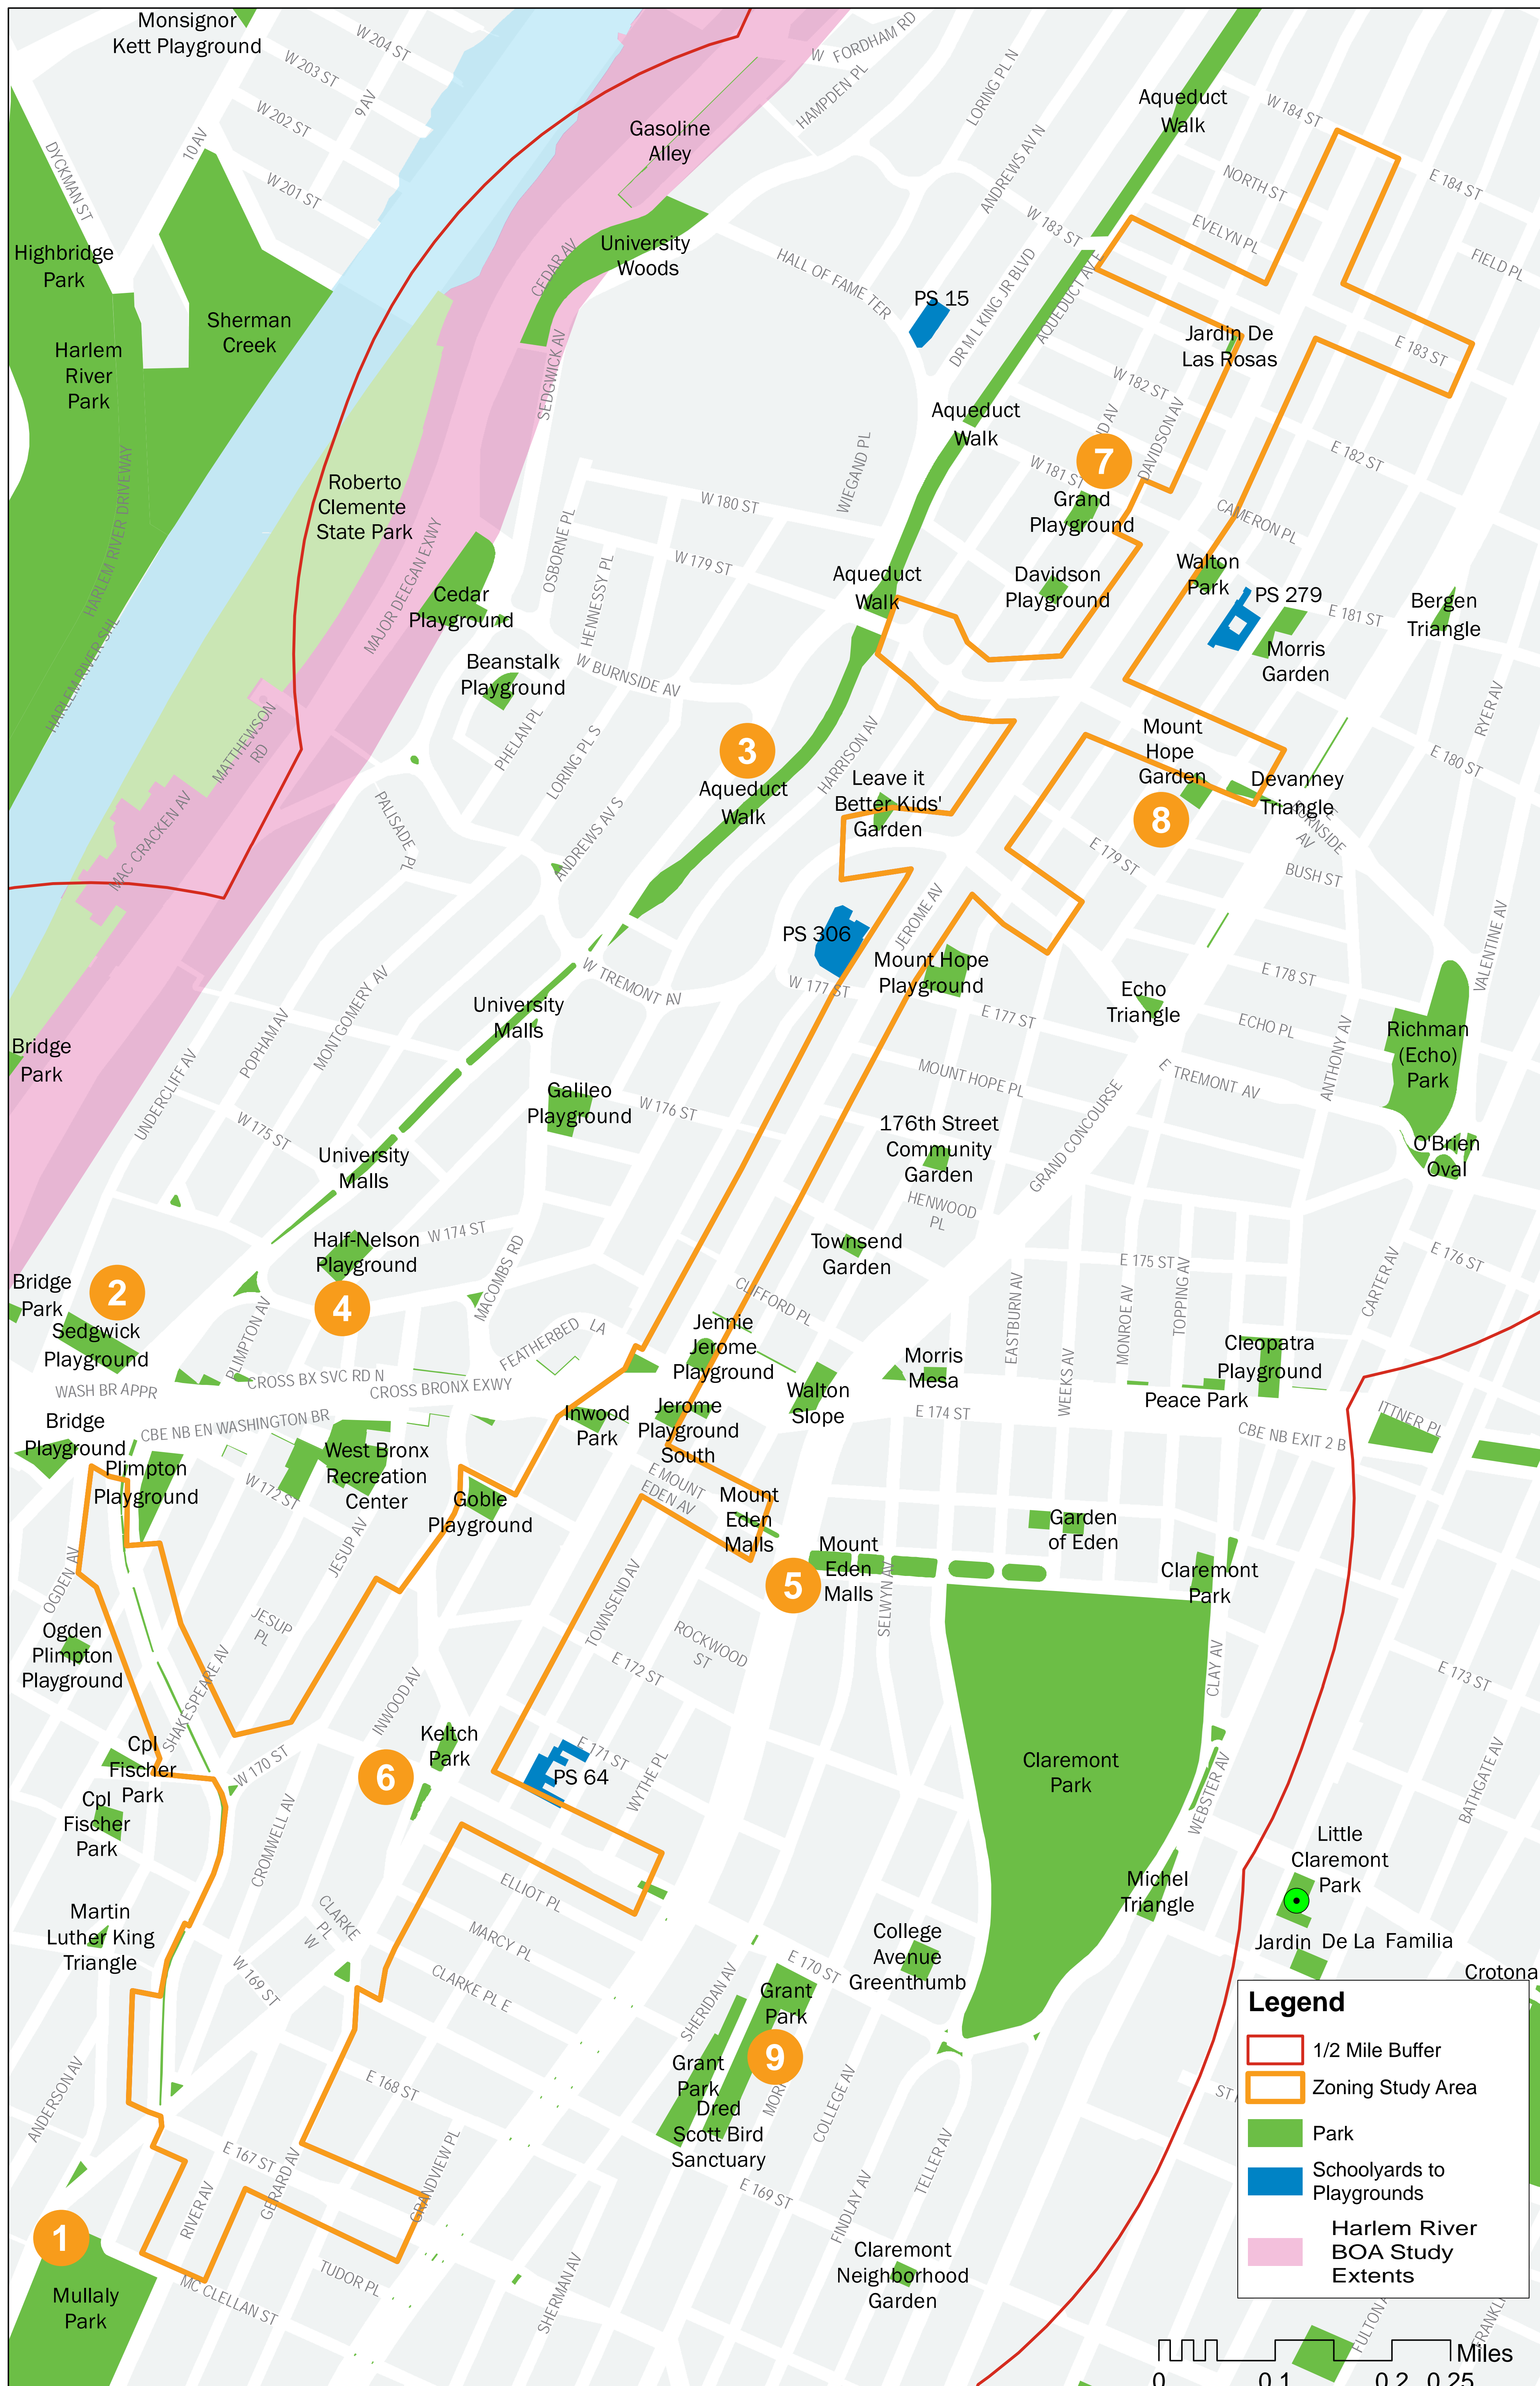 Monsignor
Kett Playground
W 204 ST
W 203 ST
W 202 ST
W 201 ST
9 AV
10 AV
DYCKMAN ST
W FORDHAM RD
HAMPDEN PL
LORING PL N
ANDREWS AV N
Gasoline
Alley
Aqueduct
Walk
W 184 ST
E 184 ST
NORTH ST
EVELYN PL
FIELD PL
W 183 ST
Highbridge
Park
Sherman
Creek
Harlem
River
Park
University
Woods
CEDAR AV
SEDGWICK AV
HALL OF FAME TER
PS 15
DR M L KING JR BLVD
AQUEDUCT AV E
Jardin De
Las Rosas
E 183 ST
W 182 ST
E 182 ST
Aqueduct
Walk
DAVIDSON AV
7
W 181 ST
Grand
Playground
CAMERON PL
HARLEM RIVER DRIVEWAY
HARLEM RIVER SHL
Roberto
Clemente
State Park
MAJOR DEEGAN EXWY
W 180 ST
WIEGAND PL
W 179 ST
OSBORNE PL
HENNESSY PL
Cedar
Playground
Aqueduct
Walk
Davidson
Playground
Walton
Park
PS 279
E 181 ST
Bergen
Triangle
Morris
Garden
Beanstalk
Playground
W BURNSIDE AV
PHELAN PL
LORING PL S
MATTHEWSON
RD
MAC CRACKEN AV
PALISADE PL
ANDREWS AV S
3
Aqueduct
Walk
HARRISON AV
Leave it
Better Kids'
Garden
Mount
Hope
Garden
Devanney
Triangle
8
RYER AV
E 180 ST
E 179 ST
AV
BUSH ST
VALENTINE AV
PS 306
JEROME AV
W 177 ST
Mount Hope
Playground
E 177 ST
Echo
Triangle
E 178 ST
ECHO PL
ANTHONY AV
Richman
(Echo)
Park
W TREMONT AV
University
Malls
Bridge
Park
POPHAM AV
MONTGOMERY AV
UNDERCLIFF AV
MOUNT HOPE PL
E TREMONT AV
Galileo
Playground
W 176 ST
W 175 ST
University
Malls
176th Street
Community
Garden
GRAND CONCOURSE
O'Brien
Oval
HENWOOD
PL
Half-Nelson
Playground
W 174 ST
MACOMBS RD
Townsend
Garden
E 175 ST
E 176 ST
CARTER AV
Bridge
Park
2
4
Sedgwick
Playground
PLIMPTON AV
FEATHERBED LA
CLIFFORD PL
Jennie
Jerome
Playground
EASTBURN AV
WEEKS AV
MONROE AV
TOPPING AV
Cleopatra
Playground
WASH BR APPR
CROSS BX SVC RD N
CROSS BRONX EXWY
CBE NB EN WASHINGTON BR
Walton
Slope
Morris
Mesa
Peace Park
E 174 ST
CBE NB EXIT 2 B
ITTNER PL
Bridge
Playground
Plimpton
Playground
W 172 ST
West Bronx
Recreation
Center
Inwood
Park
Jerome
Playground
South
E MOUNT
EDEN AV
Mount
Eden
Malls
Goble
Playground
JESUP AV
Garden
of Eden
Mount
Eden
Malls
5
Claremont
Park
OGDEN AV
JESUP
PL
Ogden
Plimpton
Playground
SHAKESPEARE AV
TOWNSEND AV
ROCKWOOD
ST
SELWYN AV
E 172 ST
CLAY AV
E 173 ST
INWOOD AV
Keltch
Park
6
E 171 ST
PS 64
WYTHE PL
Claremont
Park
WEBSTER AV
BATHGATE AV
Cpl
Fischer
Park
W 170 ST
Cpl
Fischer
Park
CROMWELL AV
Little
Claremont
Park
Michel
Triangle
ELLIOT PL
MARCY PL
CLARKE PL E
CLARKE
PL
W
Martin
Luther King
Triangle
W 169 ST
College
Avenue
Greenthumb
Jardin De La Familia
Crotona
E 170 ST
SHERIDAN AV
Grant
Park
9
Grant
Park
Dred
Scott Bird
Sanctuary
COLLEGE AV
ANDERSON AV
E 168 ST
E 167 ST
GERARD AV
RIVER AV
GRANDVIEW PL
E 169 ST
FINDLAY AV
TELLER AV
1
Mullaly
Park
MC CLELLAN ST
TUDOR PL
SHERMAN AV
Claremont
Neighborhood
Garden
Legend
1/2 Mile Buffer
Zoning Study Area
Park
Schoolyards to
Playgrounds
Harlem River
BOA Study
Extents
Miles
0 0.1 0.2 0.25